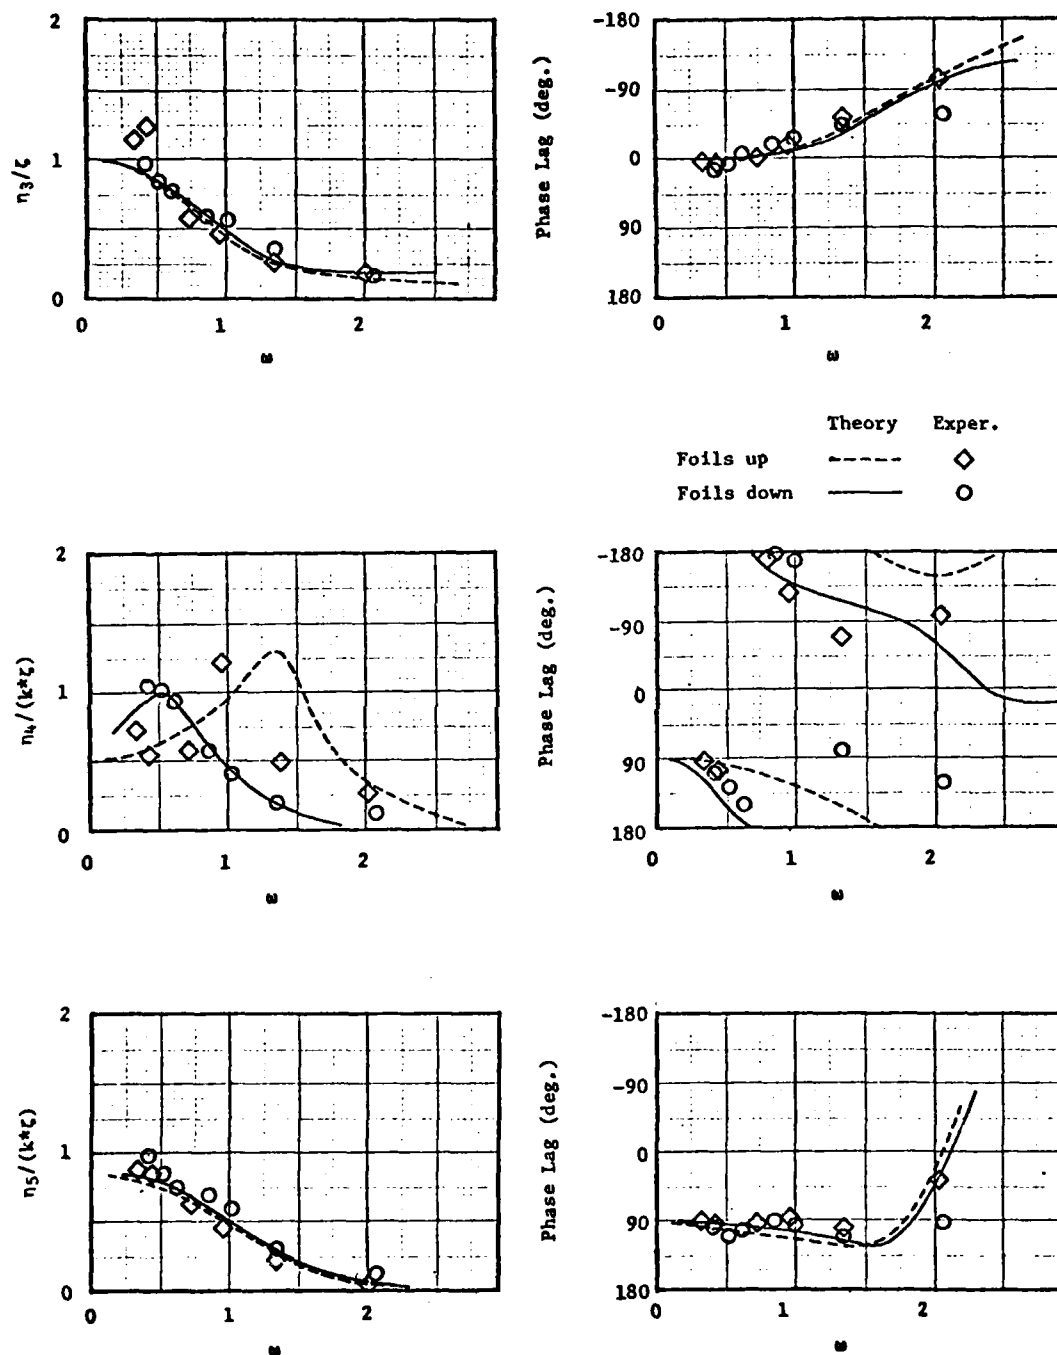 2
1
0
η3/ζ
0 1 2
ω
-180
-90
0
90
180
Phase Lag (deg.)
0 1 2
ω
Theory Exper.
Foils up
Foils down
2
1
0
η4/(k*ζ)
0 1 2
ω
-180
-90
0
90
180
Phase Lag (deg.)
0 1 2
ω
2
1
0
η5/(k*ζ)
0 1 2
ω
-180
-90
0
90
180
Phase Lag (deg.)
0 1 2
ω